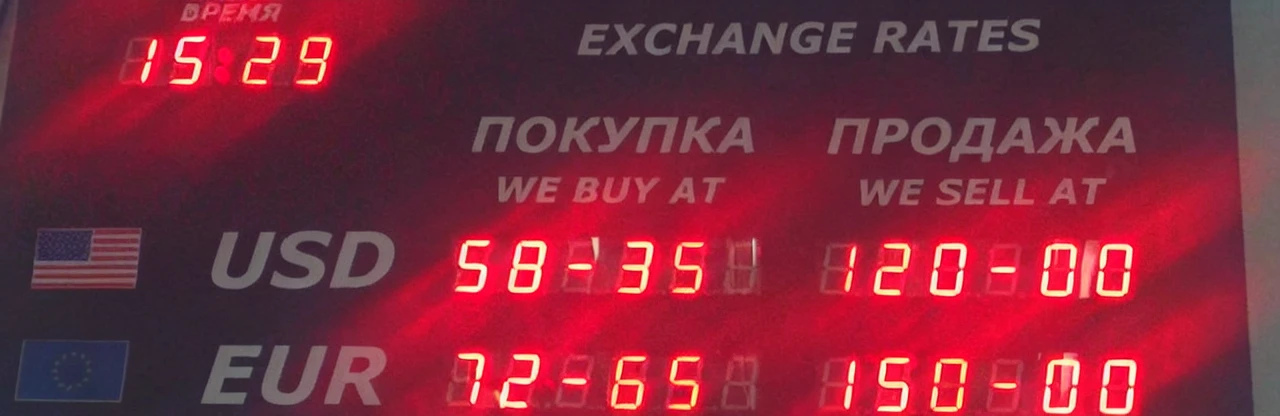 ВРЕМЯ
15:29
EXCHANGE RATES
ПОКУПКА ПРОДАЖА
WE BUY AT WE SELL AT
USD 58-35 120-00
EUR 72-65 150-00